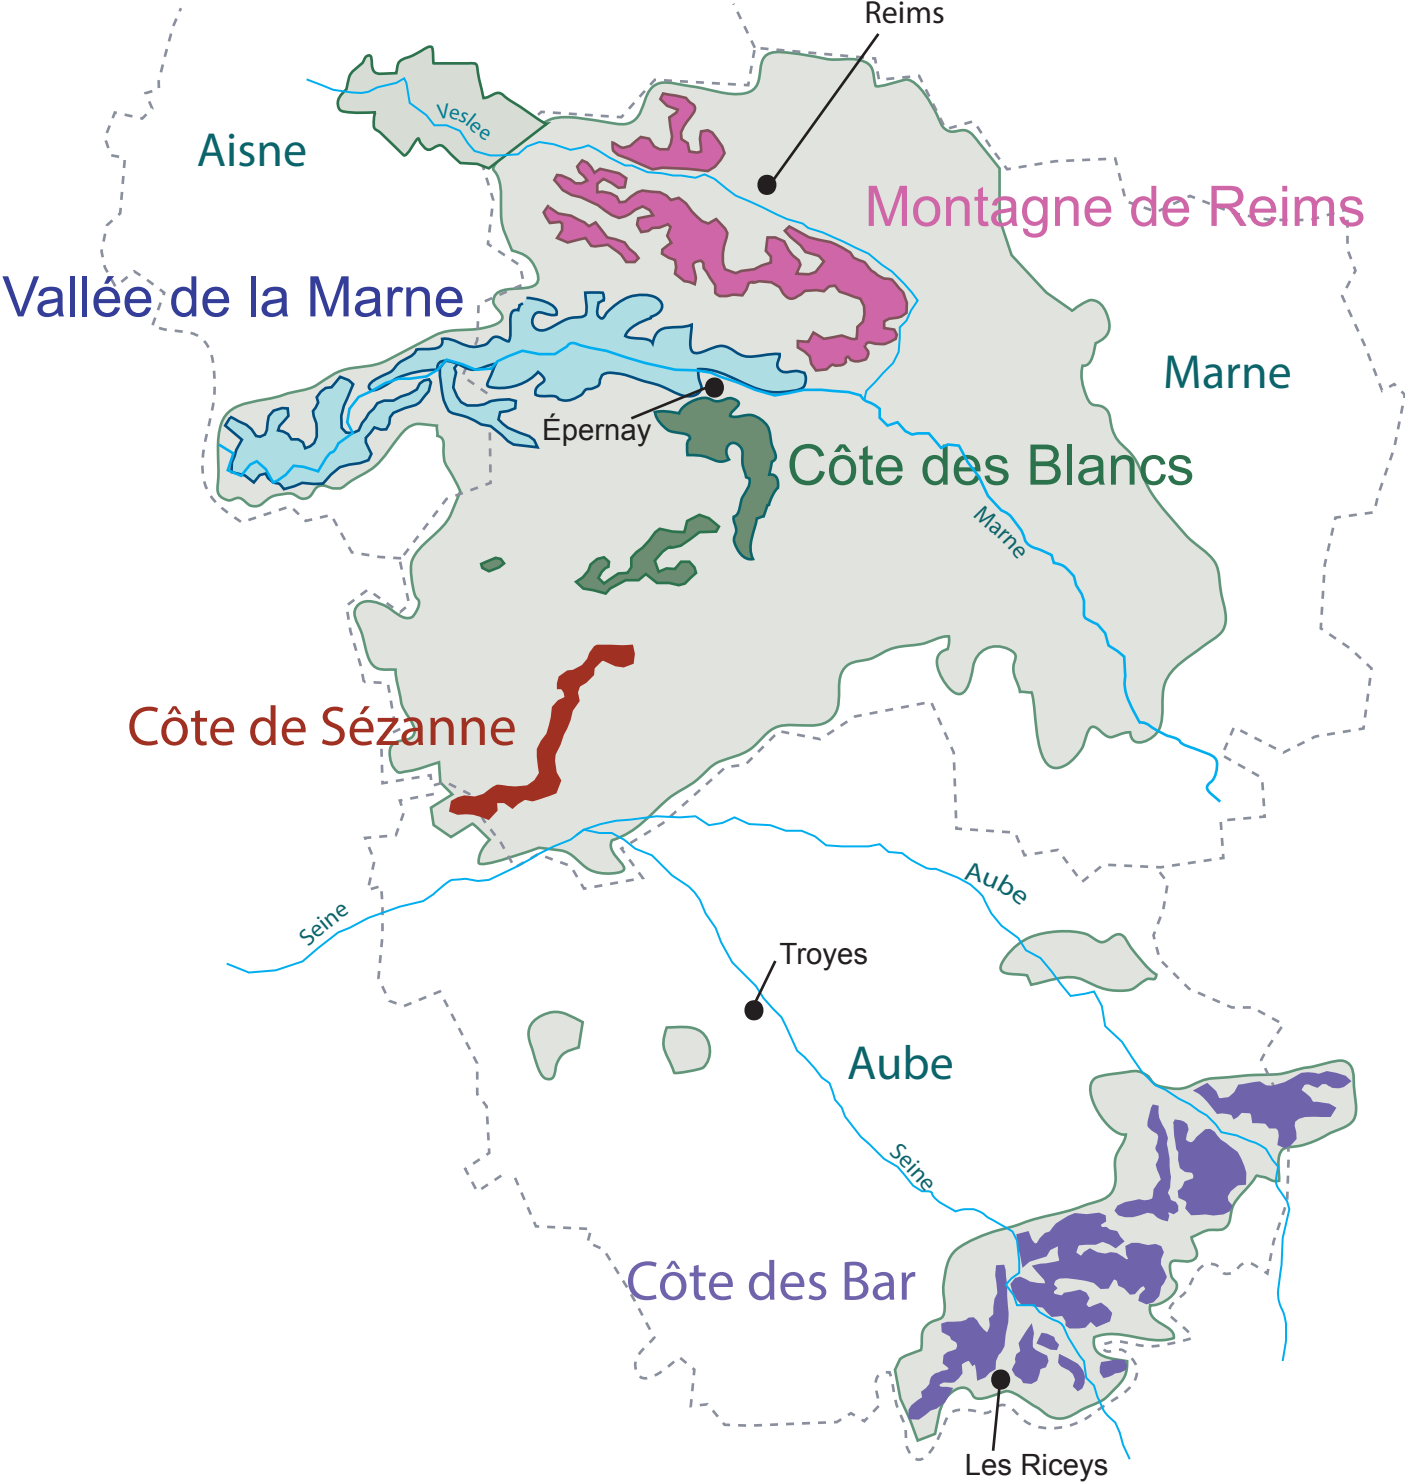 Reims
Veslee
Aisne
Montagne de Reims
Vallée de la Marne
Marne
Épernay
Côte des Blancs
Marne
Côte de Sézanne
Aube
Seine
Troyes
Aube
Seine
Côte des Bar
Les Riceys